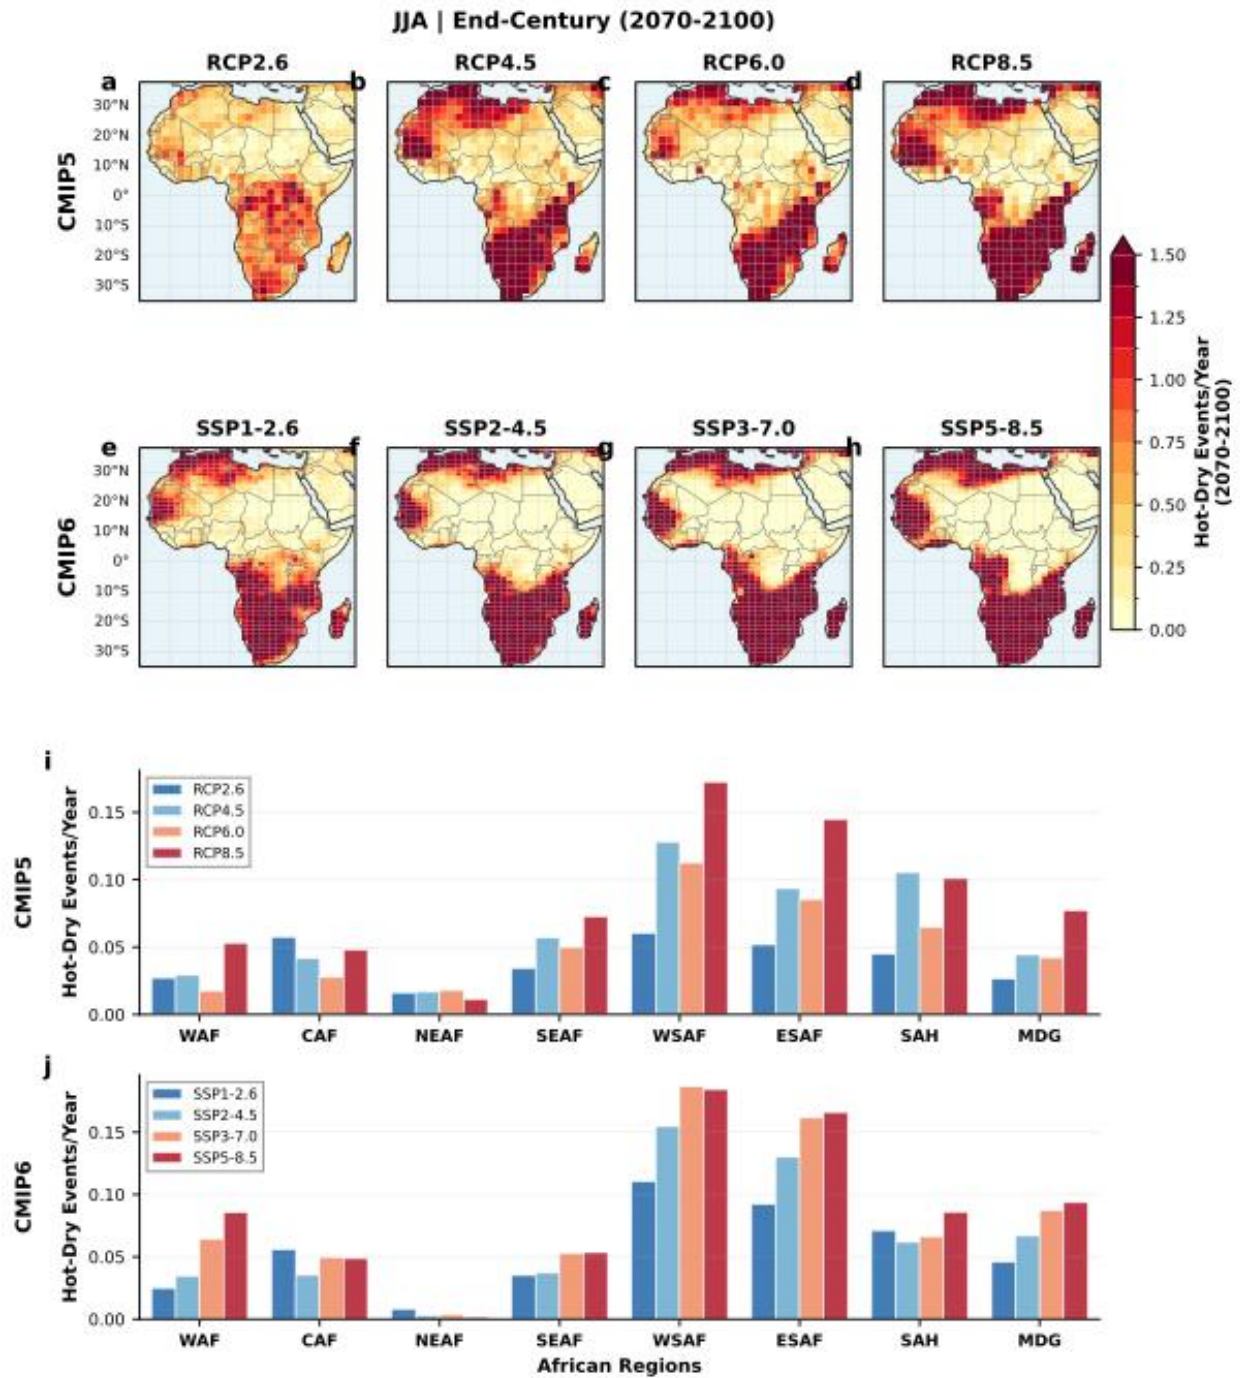 JJA | End-Century (2070-2100)
RCP2.6
RCP4.5
RCP6.0
RCP8.5
a
b
c
d
30°N
20°N
10°N
0°
10°S
20°S
30°S
CMIP5
SSP1-2.6
SSP2-4.5
SSP3-7.0
SSP5-8.5
e
f
g
h
30°N
20°N
10°N
0°
10°S
20°S
30°S
CMIP6
1.50
1.25
1.00
0.75
0.50
0.25
0.00
Hot-Dry Events/Year
(2070-2100)
i
CMIP5
Hot-Dry Events/Year
0.15
0.10
0.05
0.00
RCP2.6
RCP4.5
RCP6.0
RCP8.5
WAF
CAF
NEAF
SEAF
WSAF
ESAF
SAH
MDG
j
CMIP6
Hot-Dry Events/Year
0.15
0.10
0.05
0.00
SSP1-2.6
SSP2-4.5
SSP3-7.0
SSP5-8.5
WAF
CAF
NEAF
SEAF
WSAF
ESAF
SAH
MDG
African Regions